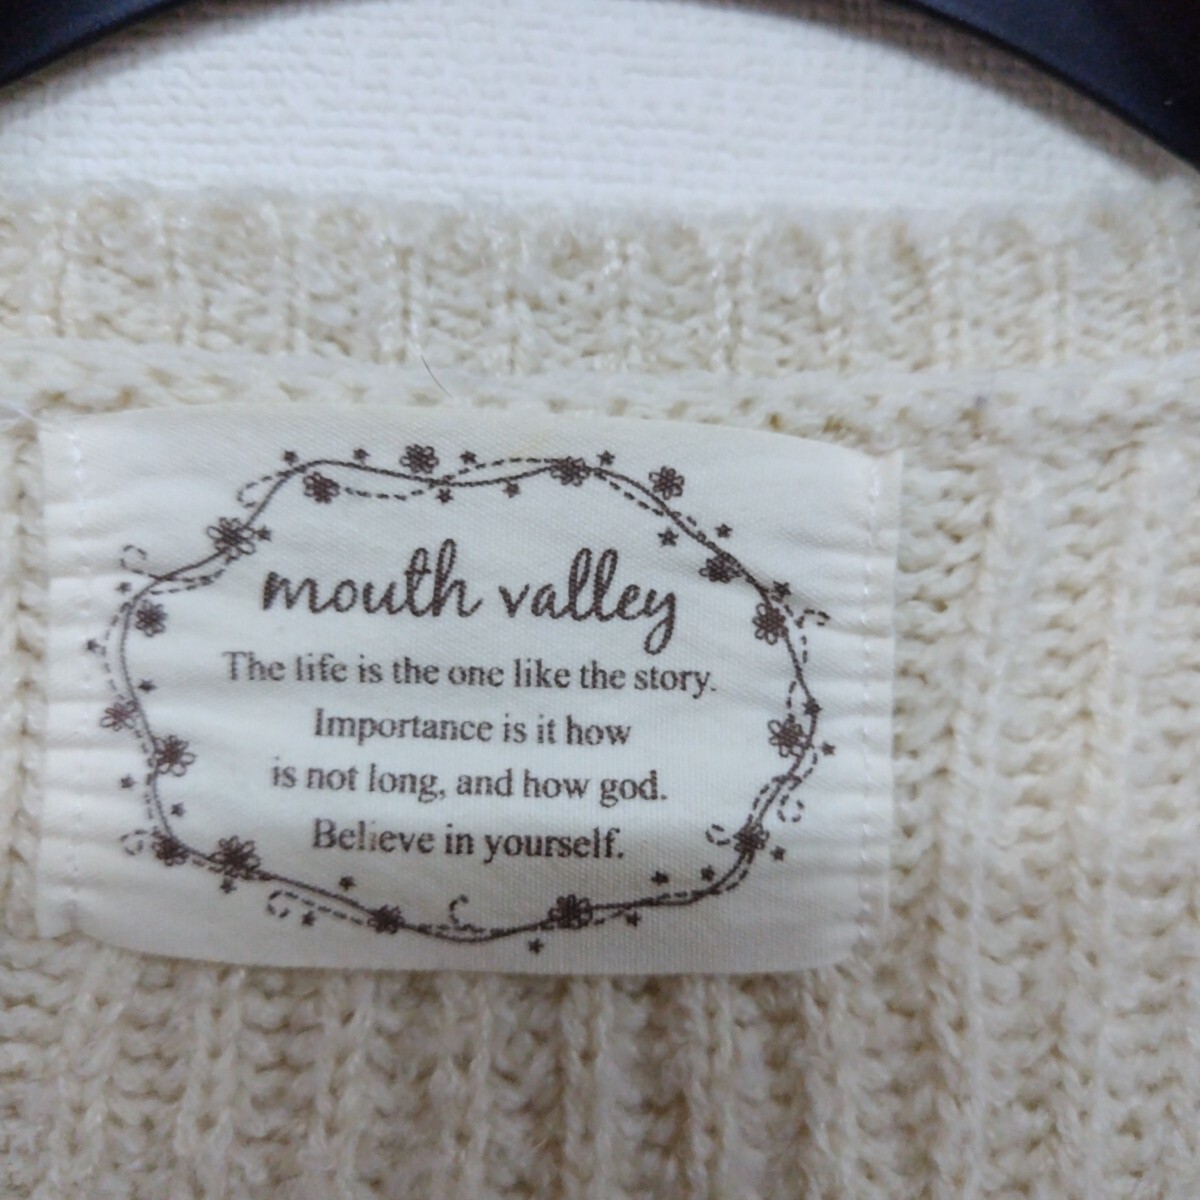 mouth valley
The life is the one like the story.
Importance is it how
is not long, and how god.
Believe in yourself.